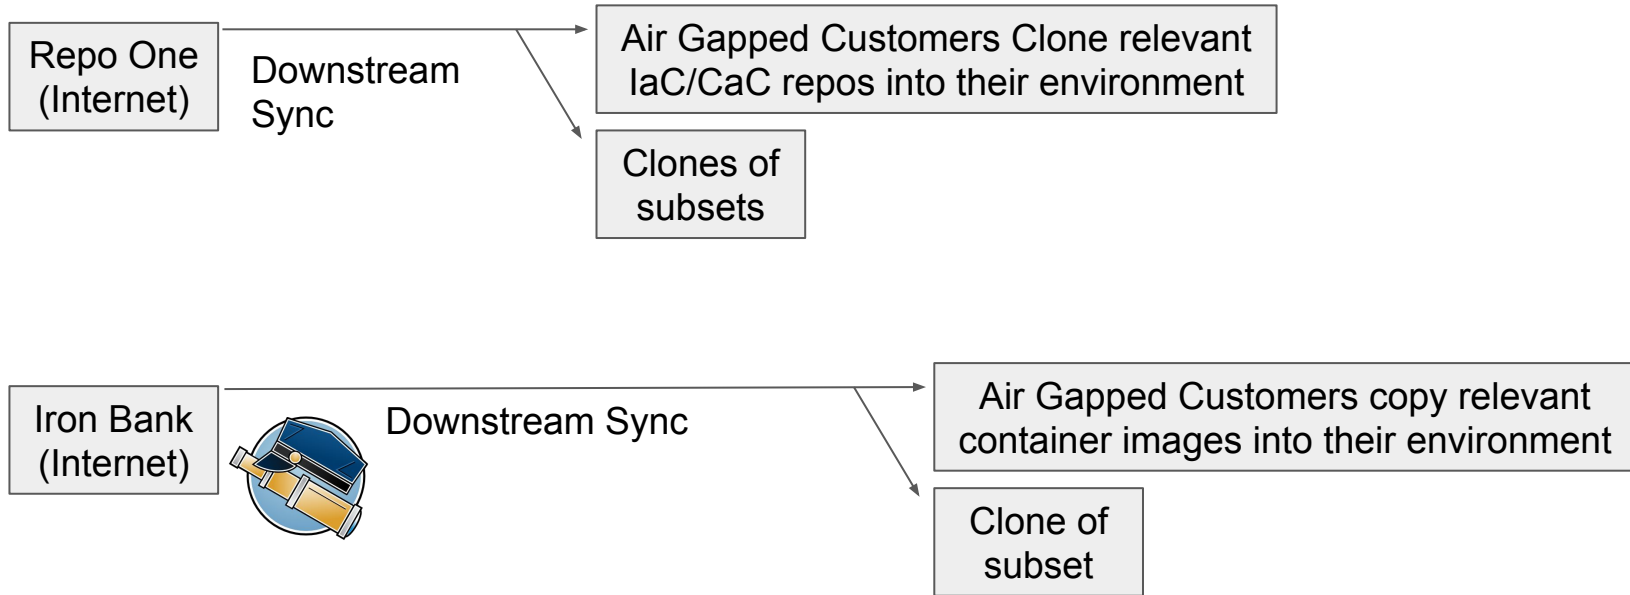 Repo One
(Internet)
Downstream
Sync
Air Gapped Customers Clone relevant
IaC/CaC repos into their environment
Clones of
subsets
Iron Bank
(Internet)
Downstream Sync
Air Gapped Customers copy relevant
container images into their environment
Clone of
subset